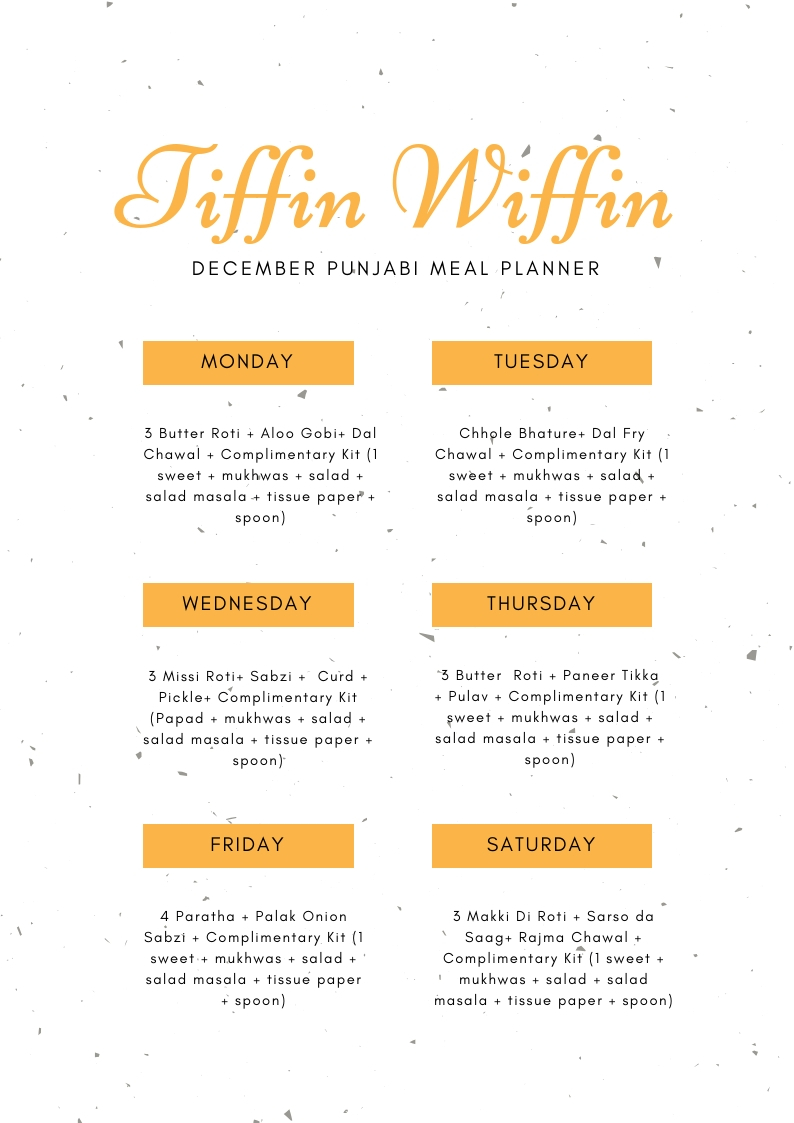 Tiffin Wiffin
DECEMBER PUNJABI MEAL PLANNER
MONDAY
3 Butter Roti + Aloo Gobi+ Dal
Chawal + Complimentary Kit (1
sweet + mukhwas + salad +
salad masala + tissue paper +
spoon)
TUESDAY
Chhole Bhature+ Dal Fry
Chawal + Complimentary Kit (1
sweet + mukhwas + salad +
salad masala + tissue paper +
spoon)
WEDNESDAY
3 Missi Roti+ Sabzi +  Curd +
Pickle+ Complimentary Kit
(Papad + mukhwas + salad +
salad masala + tissue paper +
spoon)
THURSDAY
3 Butter  Roti + Paneer Tikka
+ Pulav + Complimentary Kit (1
sweet + mukhwas + salad +
salad masala + tissue paper +
spoon)
FRIDAY
4 Paratha + Palak Onion
Sabzi + Complimentary Kit (1
sweet + mukhwas + salad +
salad masala + tissue paper
+ spoon)
SATURDAY
3 Makki Di Roti + Sarso da
Saag+ Rajma Chawal +
Complimentary Kit (1 sweet +
mukhwas + salad + salad
masala + tissue paper + spoon)